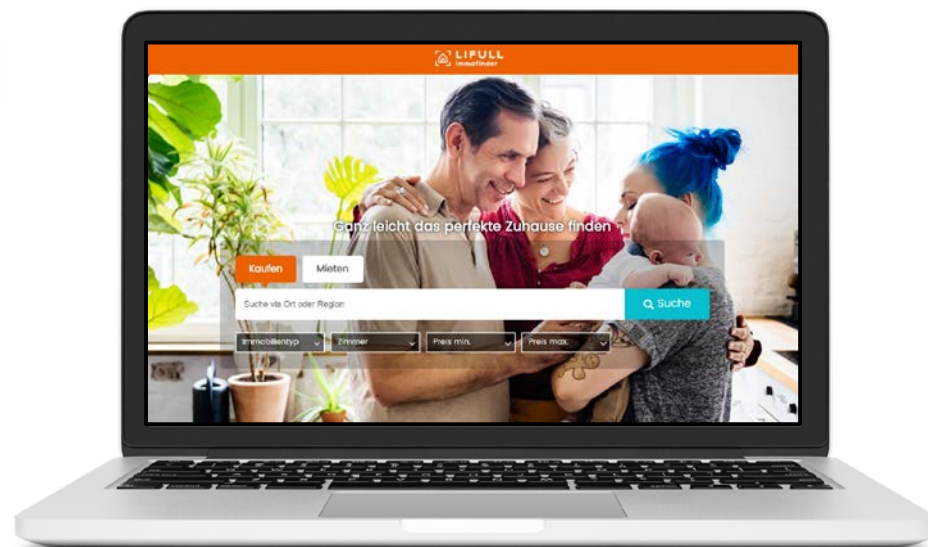 LIFULL
Immofinder
Ganz leicht das perfekte Zuhause finden
Kaufen
Mieten
Suche via Ort oder Region
Suche
Immobilientyp
Zimmer
Preis min.
Preis max.